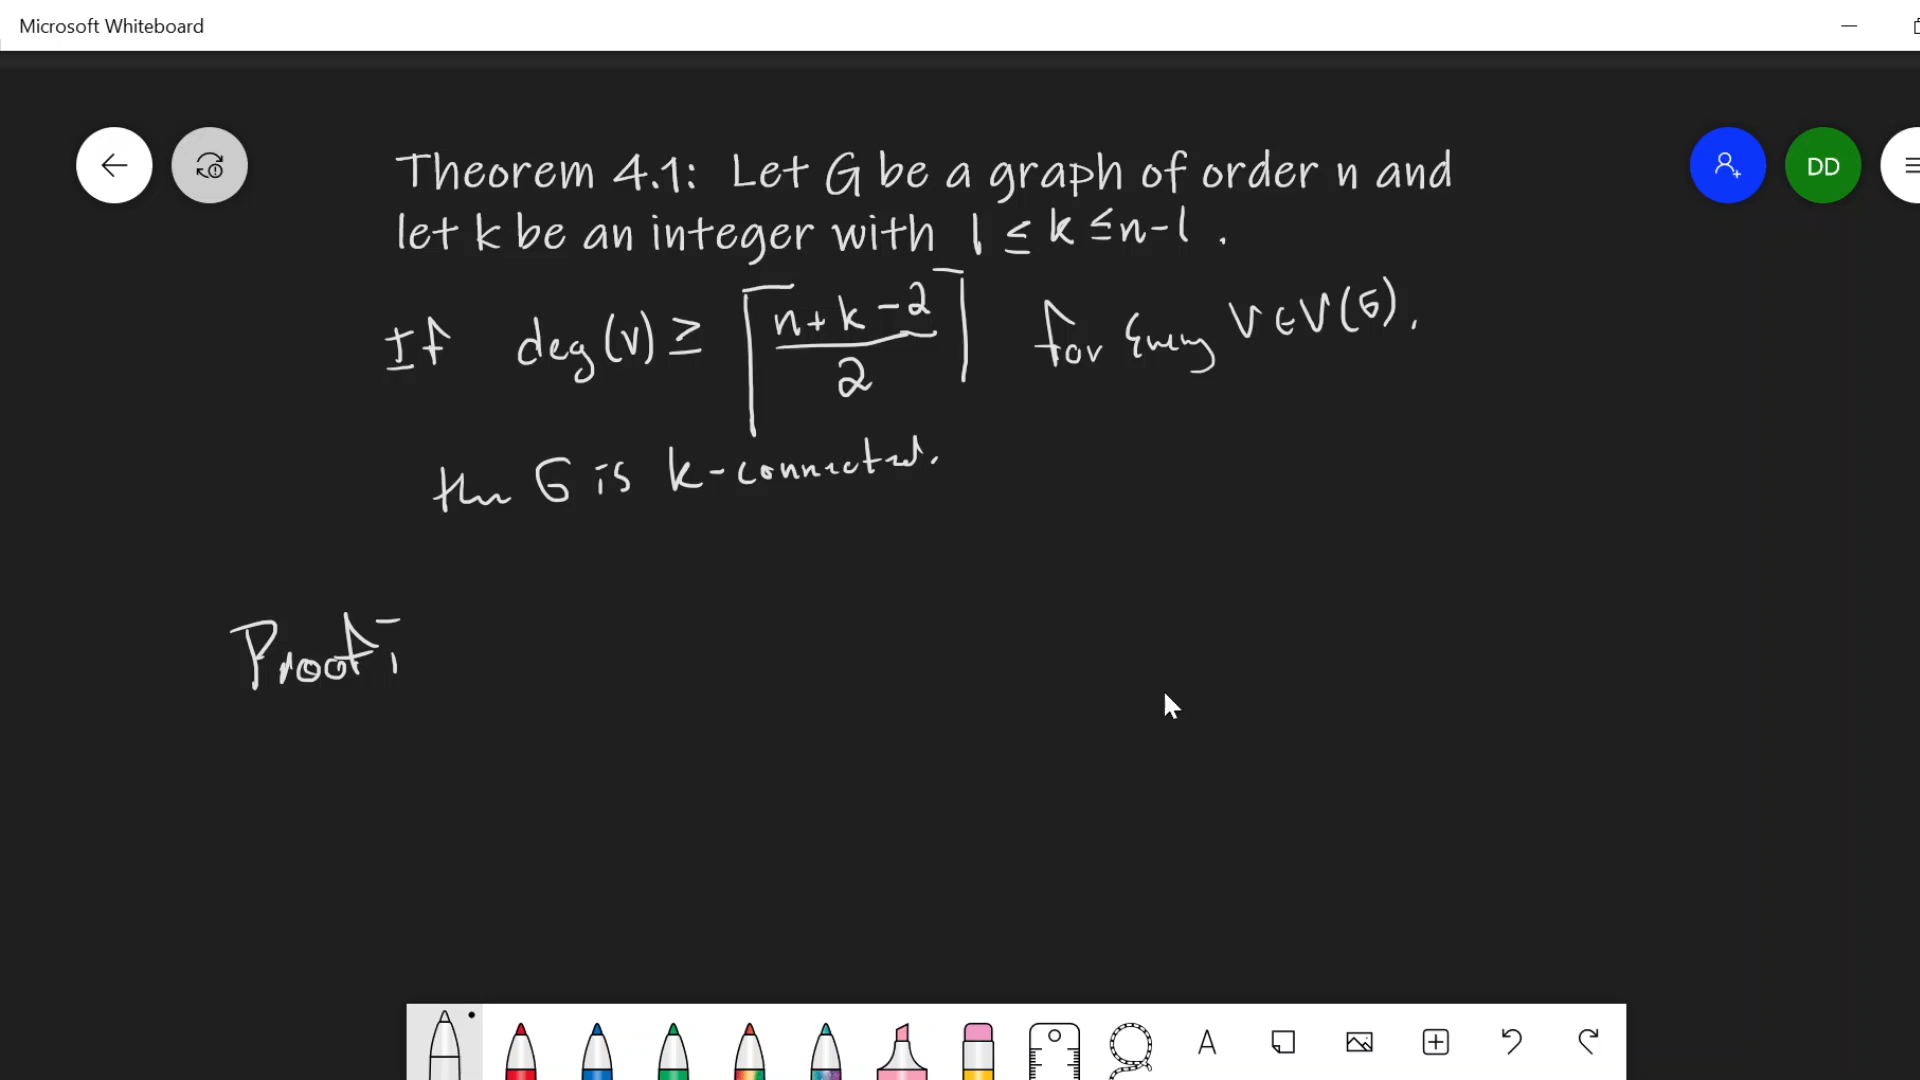 Microsoft Whiteboard
DD
Theorem 4.1: Let G be a graph of order n and
let k be an integer with 1 ≤ k ≤ n-1 .
If deg(v) ≥ ⌈(n+k-2)/2⌉ for Every v∈V(G).
then G is k-connected.
Proof:
A